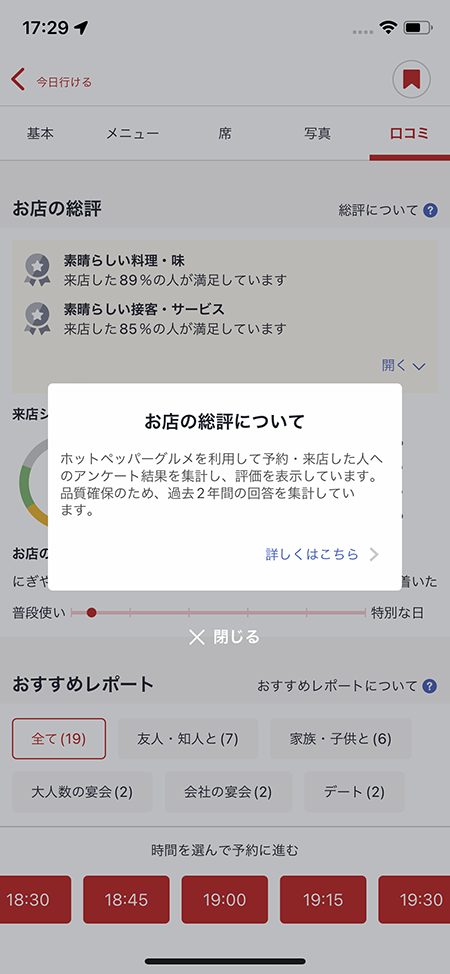 17:29
今日行ける
基本 メニュー 席 写真 口コミ
お店の総評 総評について ?
素晴らしい料理・味
来店した89%の人が満足しています
素晴らしい接客・サービス
来店した85%の人が満足しています
開く
来店シ
お店の総評について
ホットペッパーグルメを利用して予約・来店した人へ
のアンケート結果を集計し、評価を表示しています。
品質確保のため、過去2年間の回答を集計してい
ます。
詳しくはこちら
お店の
にぎや 着いた
普段使い 特別な日
閉じる
おすすめレポート おすすめレポートについて ?
全て(19) 友人・知人と(7) 家族・子供と(6)
大人数の宴会(2) 会社の宴会(2) デート(2)
時間を選んで予約に進む
18:30 18:45 19:00 19:15 19:30